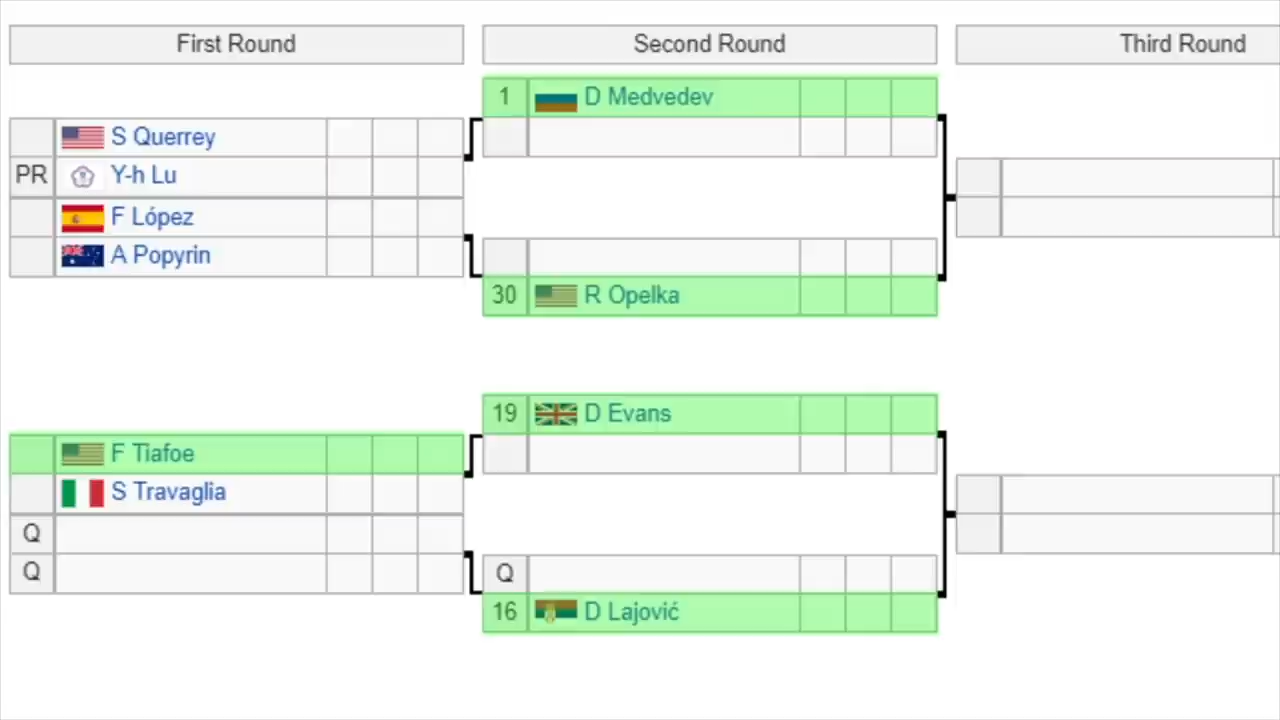 First Round
Second Round
Third Round
1 D Medvedev
S Querrey
PR Y-h Lu
F López
A Popyrin
30 R Opelka
19 D Evans
F Tiafoe
S Travaglia
Q
Q
Q
16 D Lajović